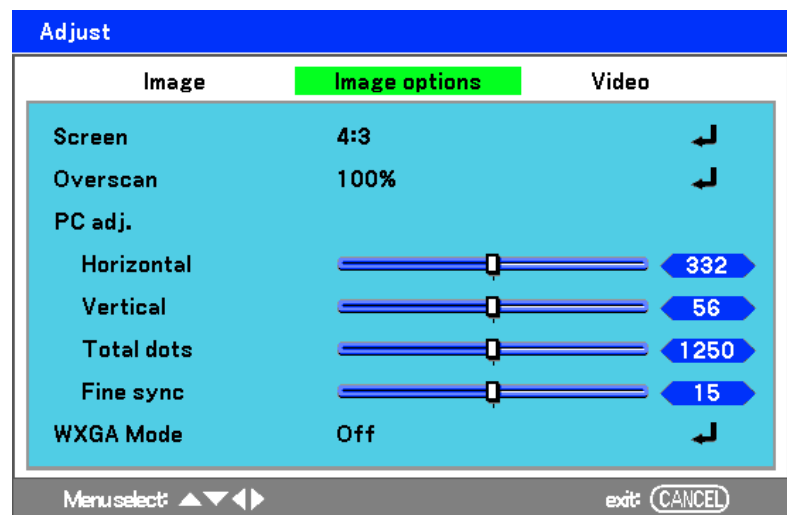 Adjust
Image Image options Video
Screen 4:3
Overscan 100%
PC adj.
Horizontal 332
Vertical 56
Total dots 1250
Fine sync 15
WXGA Mode Off
Menu select: exit: CANCEL